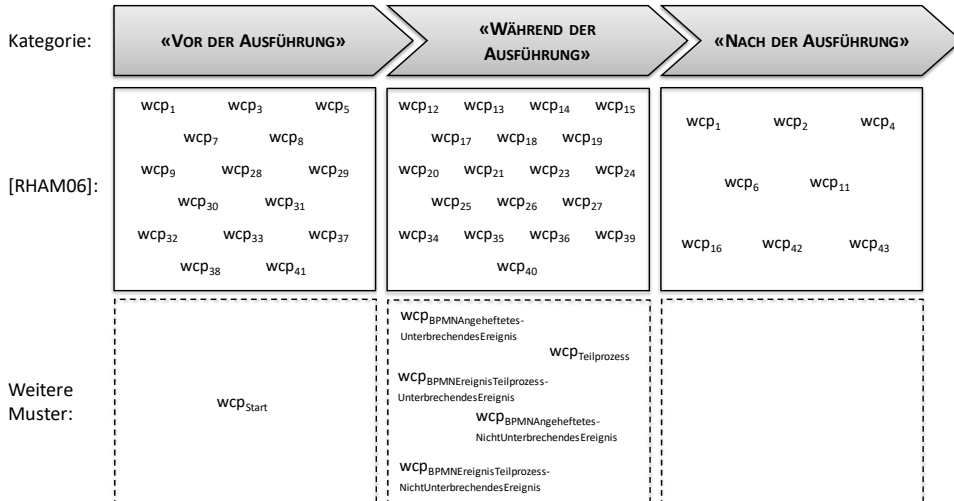 Kategorie:
«VOR DER AUSFÜHRUNG»
«WÄHREND DER
AUSFÜHRUNG»
«NACH DER AUSFÜHRUNG»
[RHAM06]:
wcp1 wcp3 wcp5
wcp7 wcp8
wcp9 wcp28 wcp29
wcp30 wcp31
wcp32 wcp33 wcp37
wcp38 wcp41
wcp12 wcp13 wcp14 wcp15
wcp17 wcp18 wcp19
wcp20 wcp21 wcp23 wcp24
wcp25 wcp26 wcp27
wcp34 wcp35 wcp36 wcp39
wcp40
wcp1 wcp2 wcp4
wcp6 wcp11
wcp16 wcp42 wcp43
Weitere
Muster:
wcpStart
wcpBPMNAngeheftetes-
UnterbrechendesEreignis
wcpTeilprozess
wcpBPMNEreignisTeilprozess-
UnterbrechendesEreignis
wcpBPMNAngeheftetes-
NichtUnterbrechendesEreignis
wcpBPMNEreignisTeilprozess-
NichtUnterbrechendesEreignis